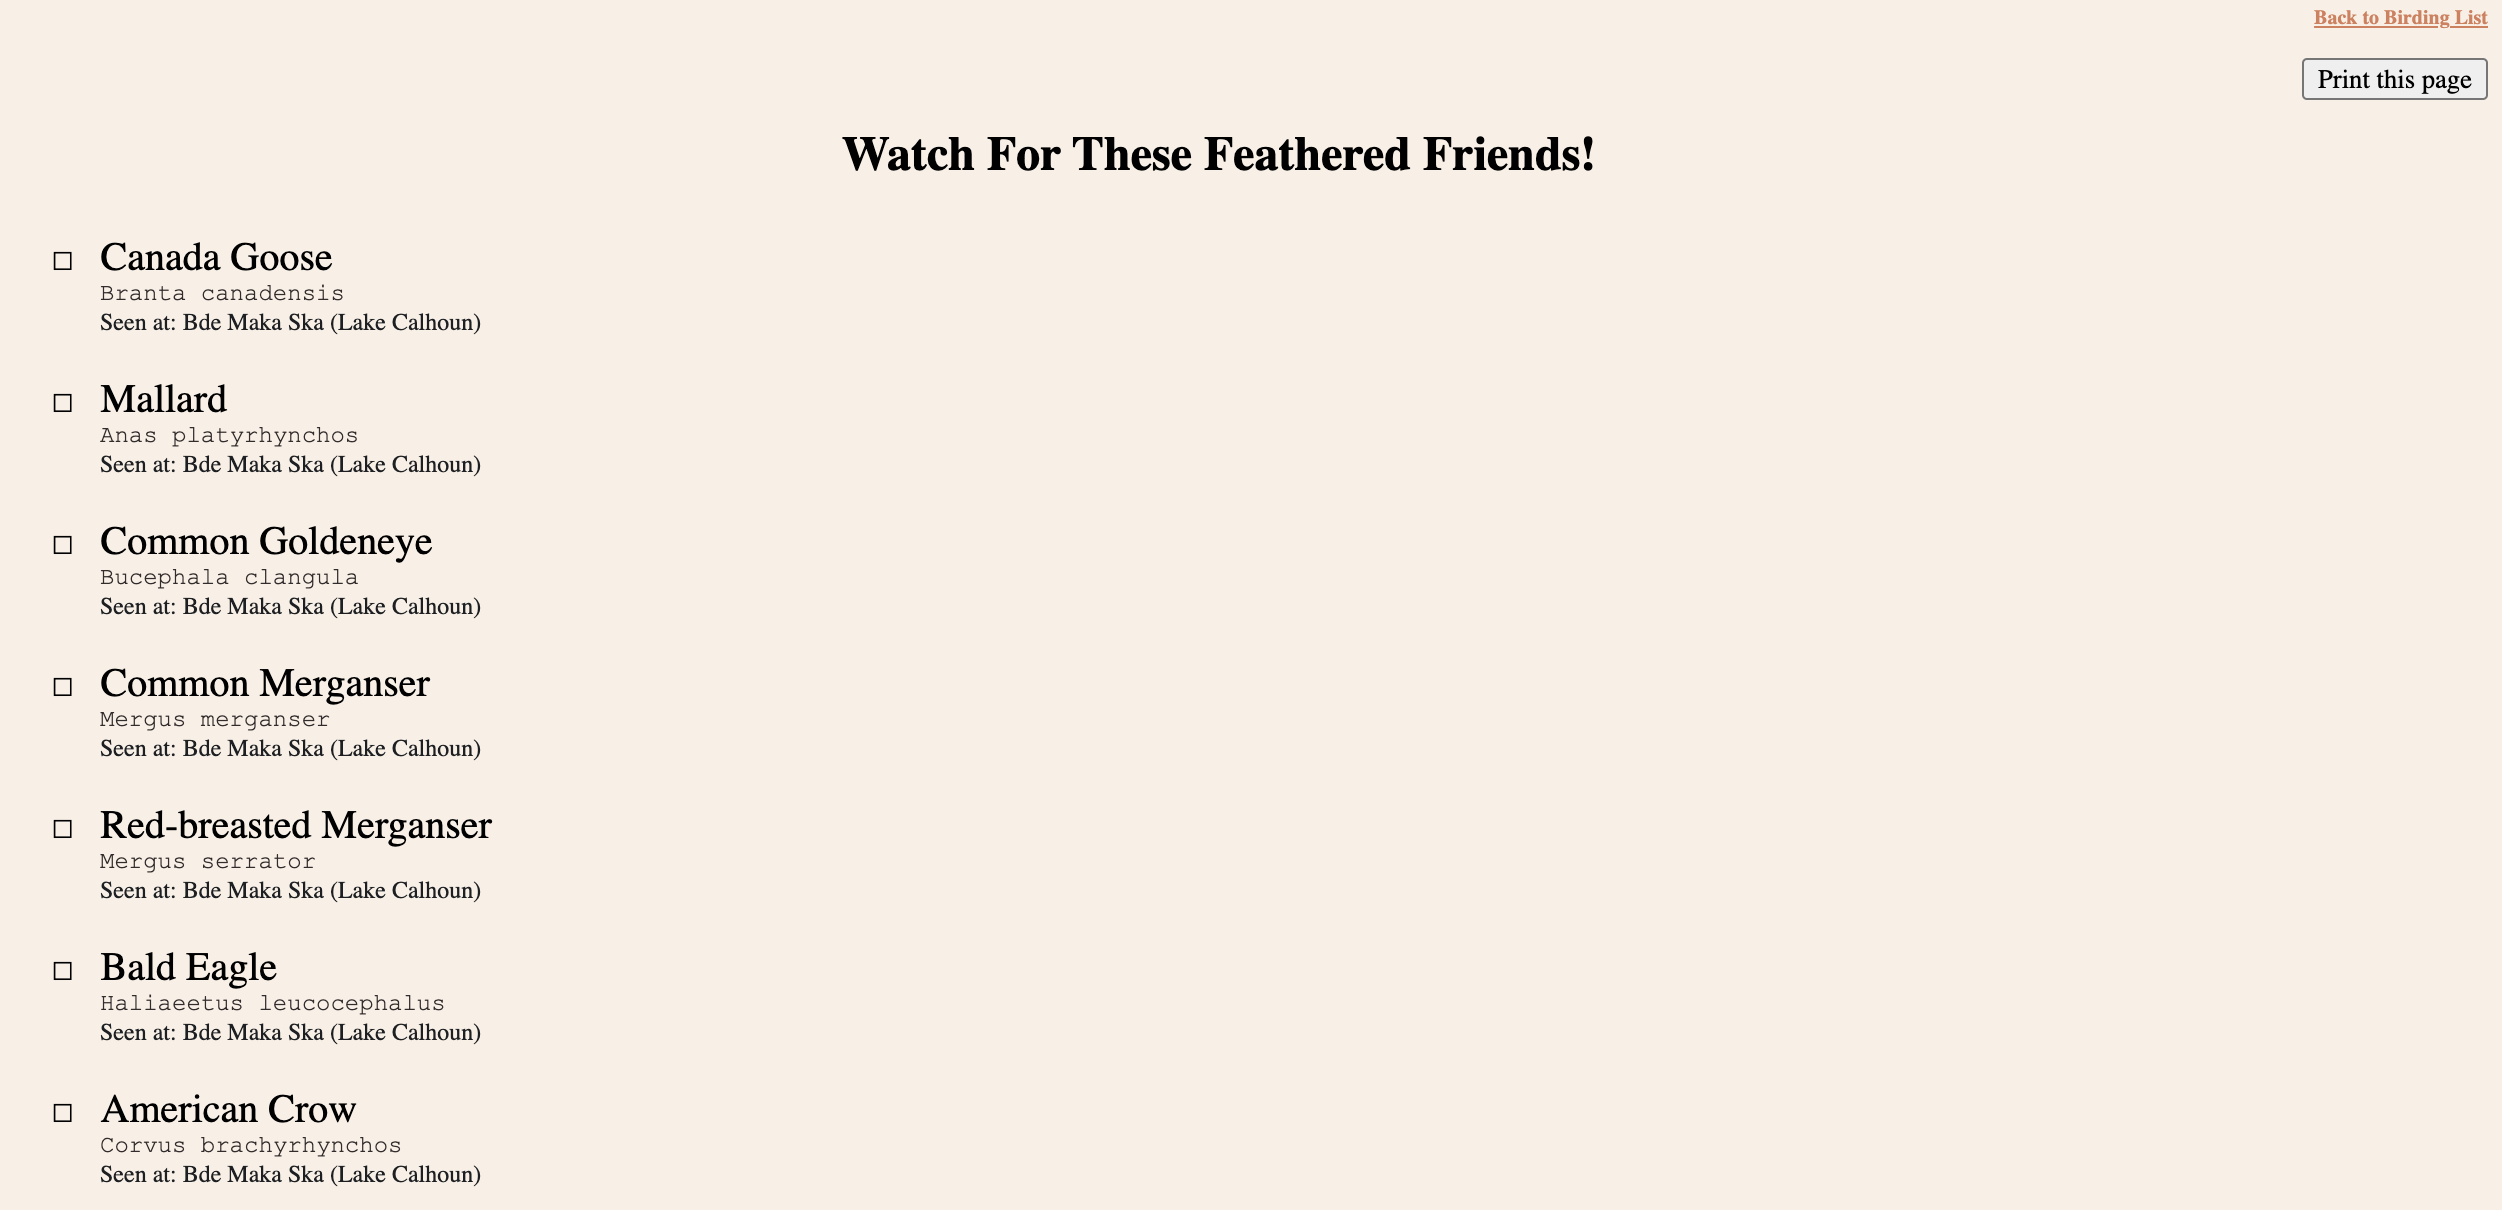 Back to Birding List
Print this page
Watch For These Feathered Friends!
Canada Goose
Branta canadensis
Seen at: Bde Maka Ska (Lake Calhoun)
Mallard
Anas platyrhynchos
Seen at: Bde Maka Ska (Lake Calhoun)
Common Goldeneye
Bucephala clangula
Seen at: Bde Maka Ska (Lake Calhoun)
Common Merganser
Mergus merganser
Seen at: Bde Maka Ska (Lake Calhoun)
Red-breasted Merganser
Mergus serrator
Seen at: Bde Maka Ska (Lake Calhoun)
Bald Eagle
Haliaeetus leucocephalus
Seen at: Bde Maka Ska (Lake Calhoun)
American Crow
Corvus brachyrhynchos
Seen at: Bde Maka Ska (Lake Calhoun)